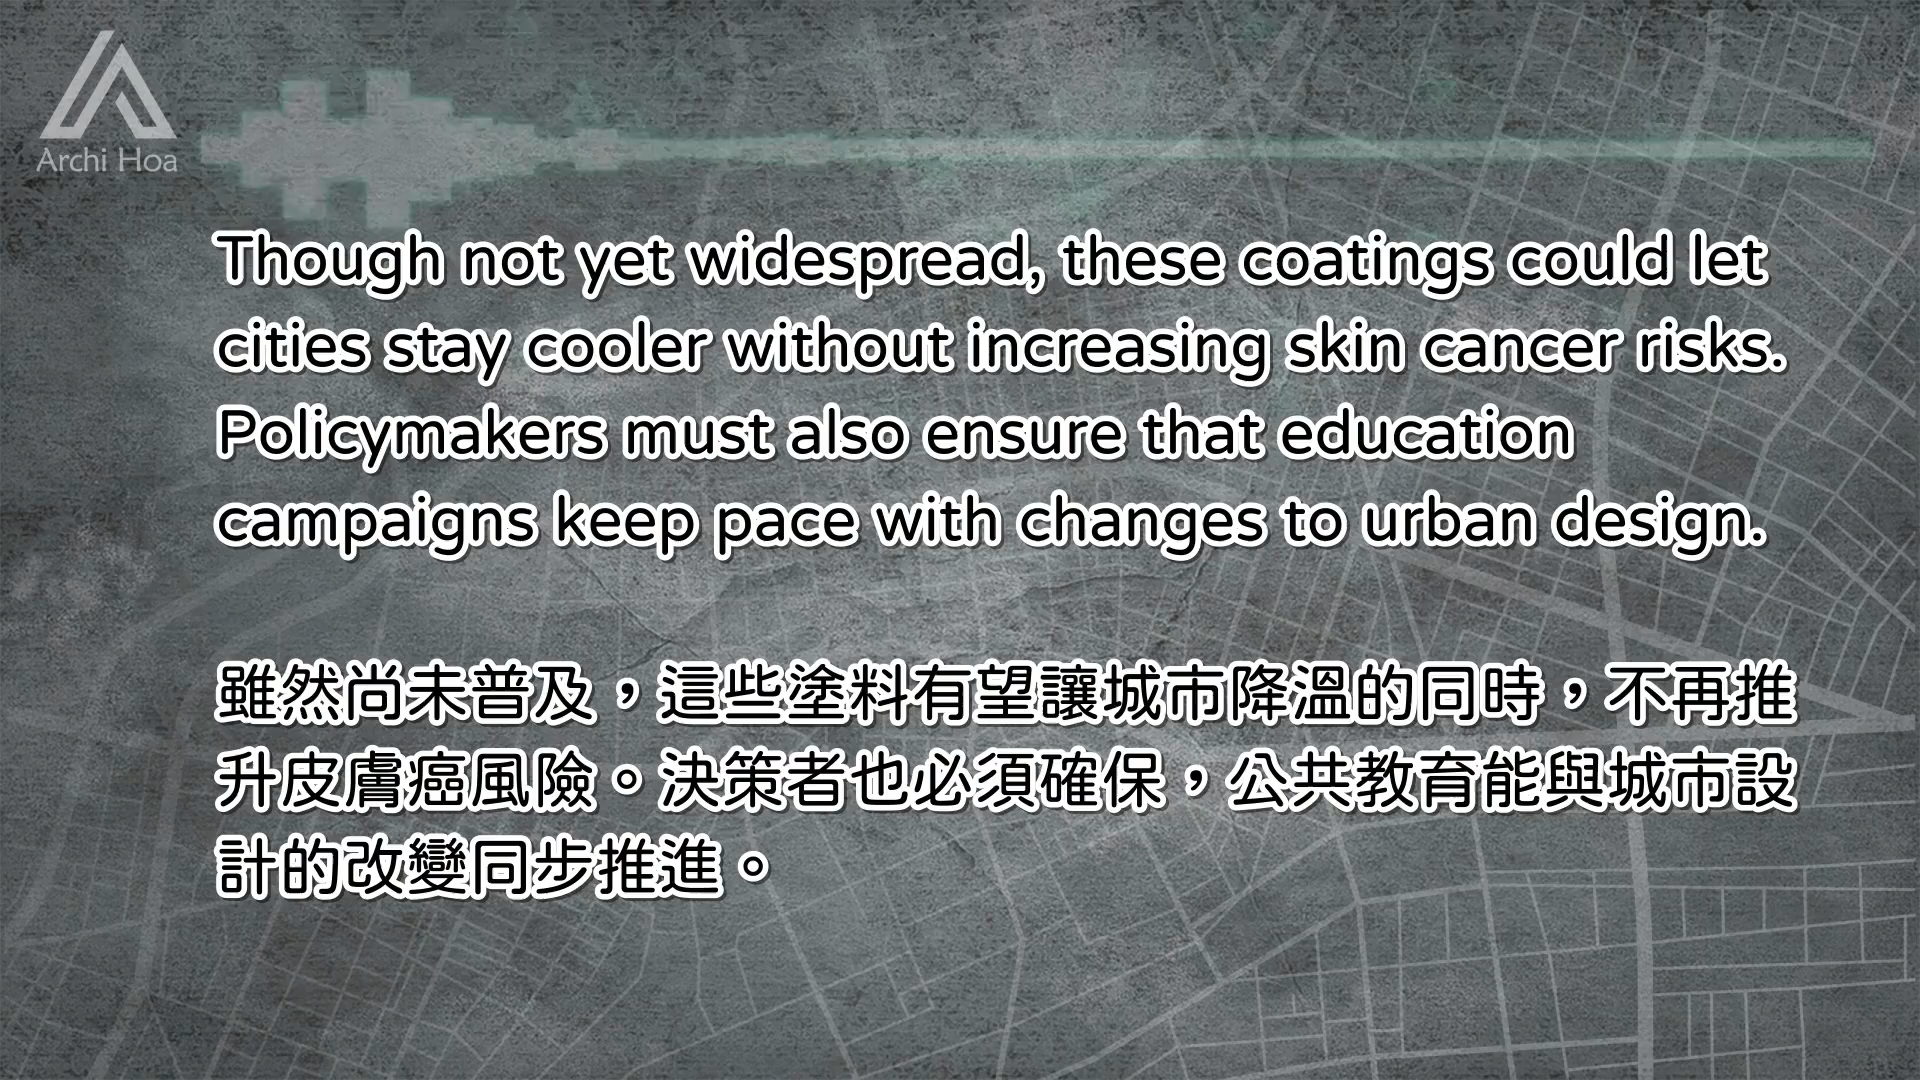 Archi Hoa
Though not yet widespread, these coatings could let
cities stay cooler without increasing skin cancer risks.
Policymakers must also ensure that education
campaigns keep pace with changes to urban design.
雖然尚未普及，這些塗料有望讓城市降溫的同時，不再推
升皮膚癌風險。決策者也必須確保，公共教育能與城市設
計的改變同步推進。